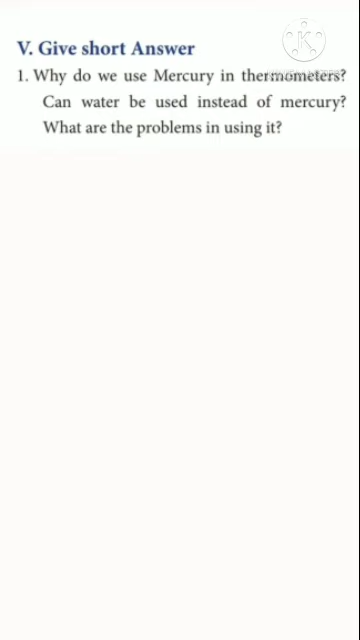 V. Give short Answer
1. Why do we use Mercury in thermometers?
Can water be used instead of mercury?
What are the problems in using it?